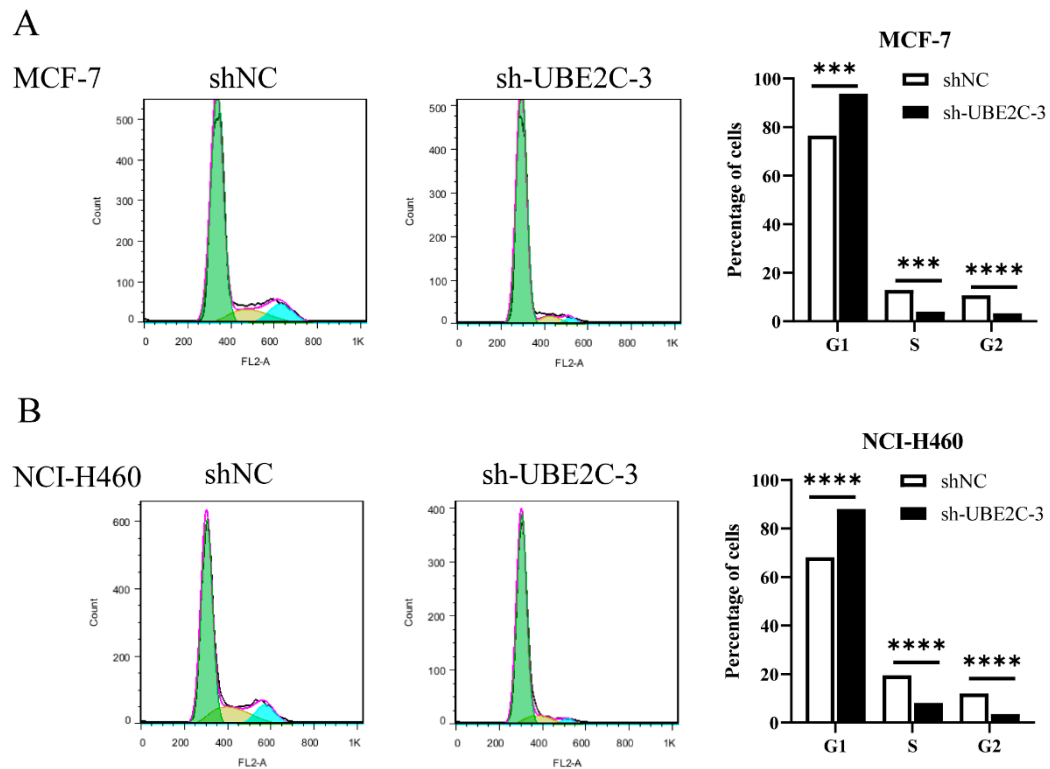 A
MCF-7
shNC
sh-UBE2C-3
500
400
300
200
100
0
Count
0 200 400 600 800 1K
FL2-A
500
400
300
200
100
0
Count
0 200 400 600 800 1K
FL2-A
MCF-7
shNC
sh-UBE2C-3
100
80
60
40
20
0
Percentage of cells
***
***
****
G1 S G2
B
NCI-H460
shNC
sh-UBE2C-3
600
400
200
0
Count
0 200 400 600 800 1K
FL2-A
400
300
200
100
0
Count
0 200 400 600 800 1K
FL2-A
NCI-H460
shNC
sh-UBE2C-3
100
80
60
40
20
0
Percentage of cells
****
****
****
G1 S G2